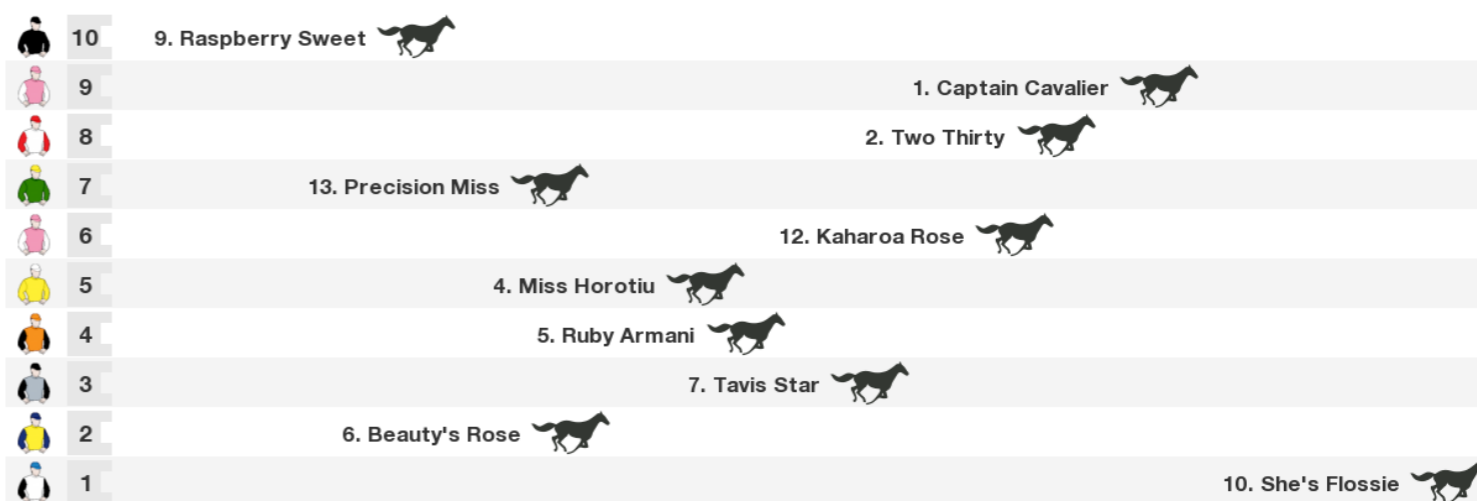 10 9. Raspberry Sweet
9 1. Captain Cavalier
8 2. Two Thirty
7 13. Precision Miss
6 12. Kaharoa Rose
5 4. Miss Horotiu
4 5. Ruby Armani
3 7. Tavis Star
2 6. Beauty's Rose
1 10. She's Flossie